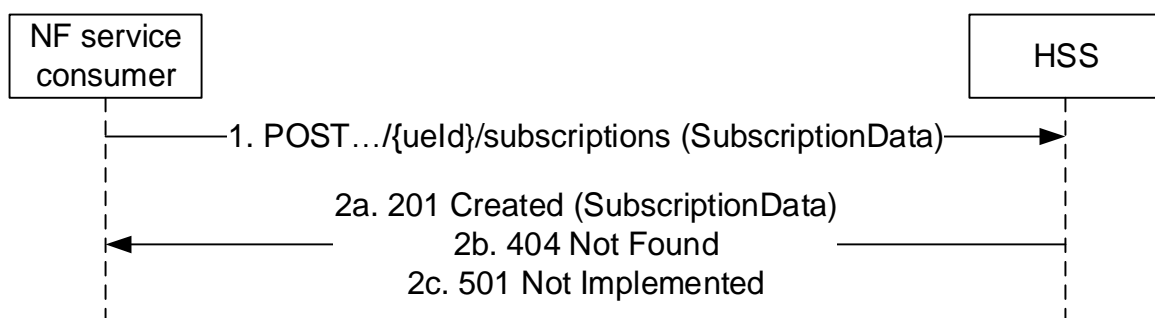 NF service
consumer
HSS
1. POST…/{ueId}/subscriptions (SubscriptionData)
2a. 201 Created (SubscriptionData)
2b. 404 Not Found
2c. 501 Not Implemented